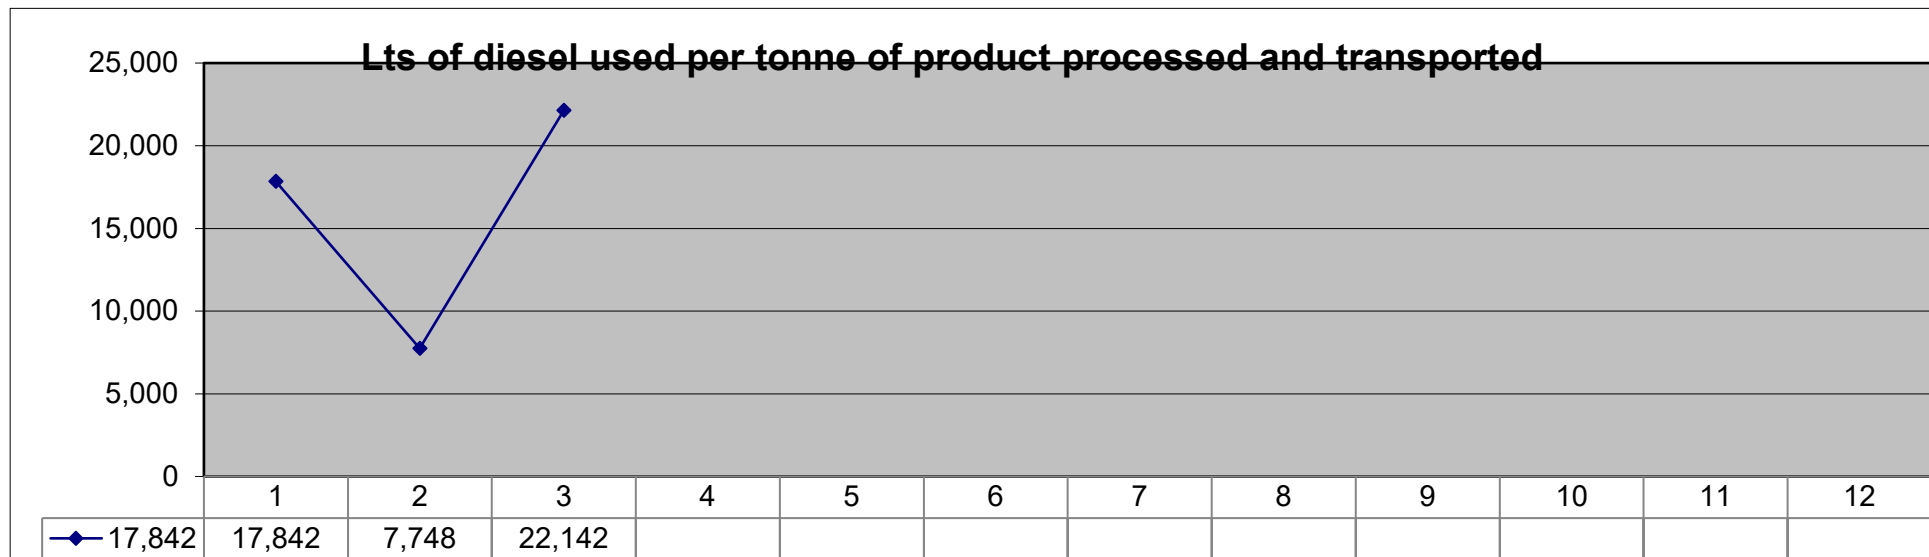 Lts of diesel used per tonne of product processed and transported
25,000
20,000
15,000
10,000
5,000
0
1 2 3 4 5 6 7 8 9 10 11 12
17,842 17,842 7,748 22,142